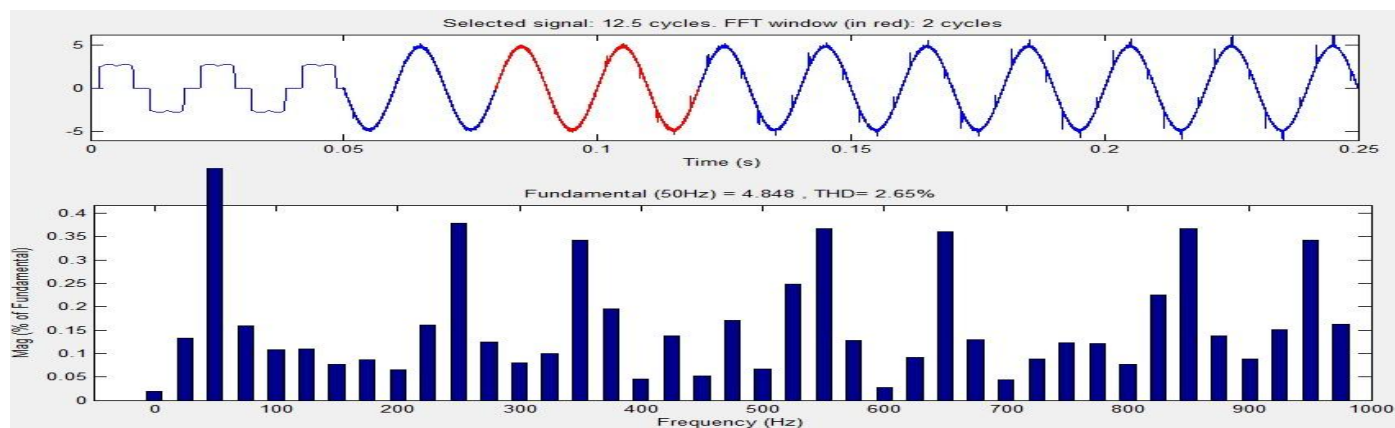 Selected signal: 12.5 cycles. FFT window (in red): 2 cycles
5
0
-5
0 0.05 0.1 0.15 0.2 0.25
Time (s)
Fundamental (50Hz) = 4.848 , THD= 2.65%
Mag (% of Fundamental)
0.4
0.35
0.3
0.25
0.2
0.15
0.1
0.05
0
0 100 200 300 400 500 600 700 800 900 1000
Frequency (Hz)